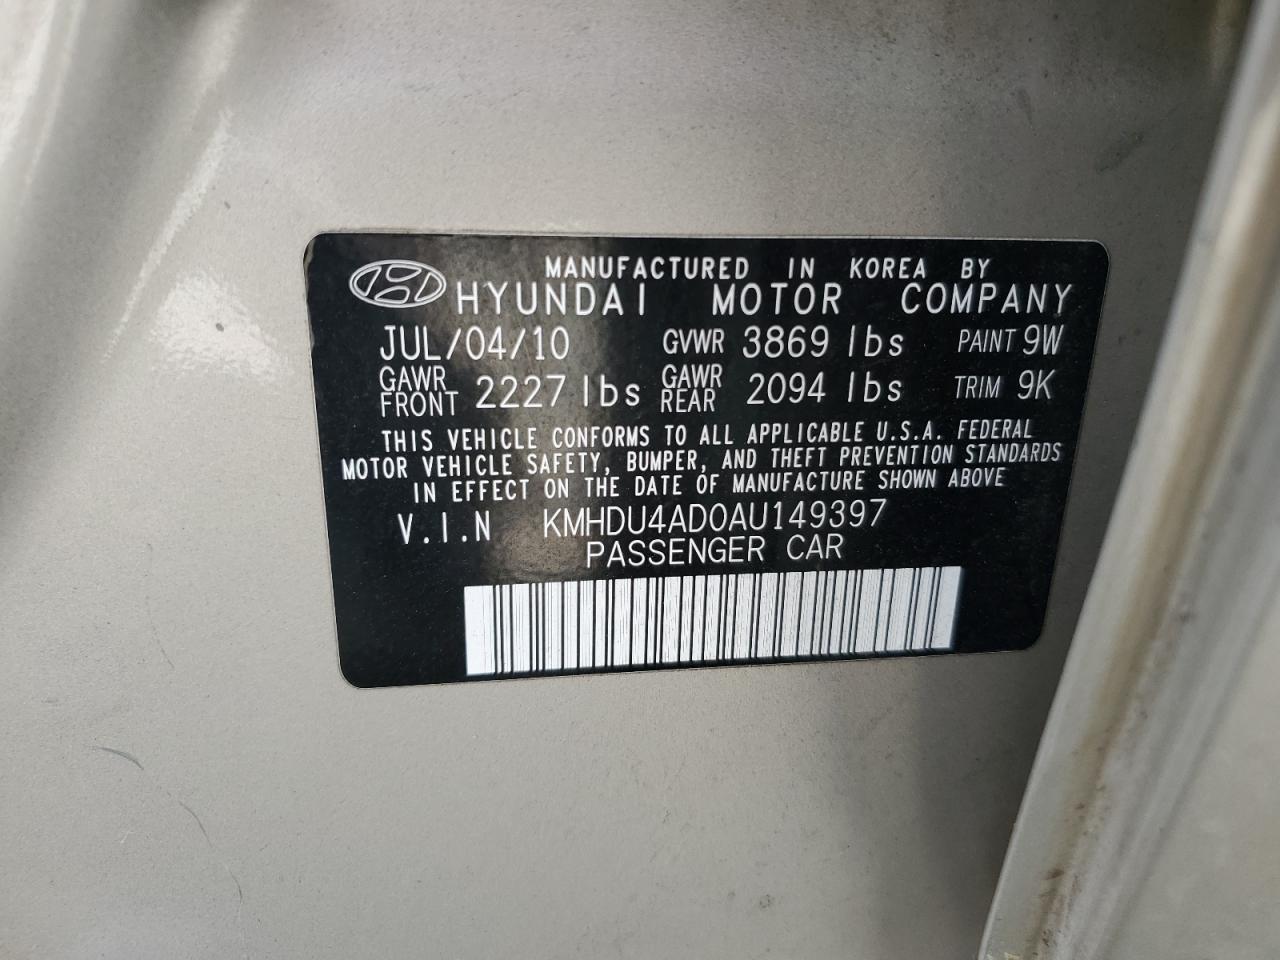 MANUFACTURED IN KOREA BY
HYUNDAI MOTOR COMPANY
JUL/04/10 GVWR 3869 lbs PAINT 9W
GAWR FRONT 2227 lbs GAWR REAR 2094 lbs TRIM 9K
THIS VEHICLE CONFORMS TO ALL APPLICABLE U.S.A. FEDERAL
MOTOR VEHICLE SAFETY, BUMPER, AND THEFT PREVENTION STANDARDS
IN EFFECT ON THE DATE OF MANUFACTURE SHOWN ABOVE
V.I.N KMHDU4AD0AU149397
PASSENGER CAR